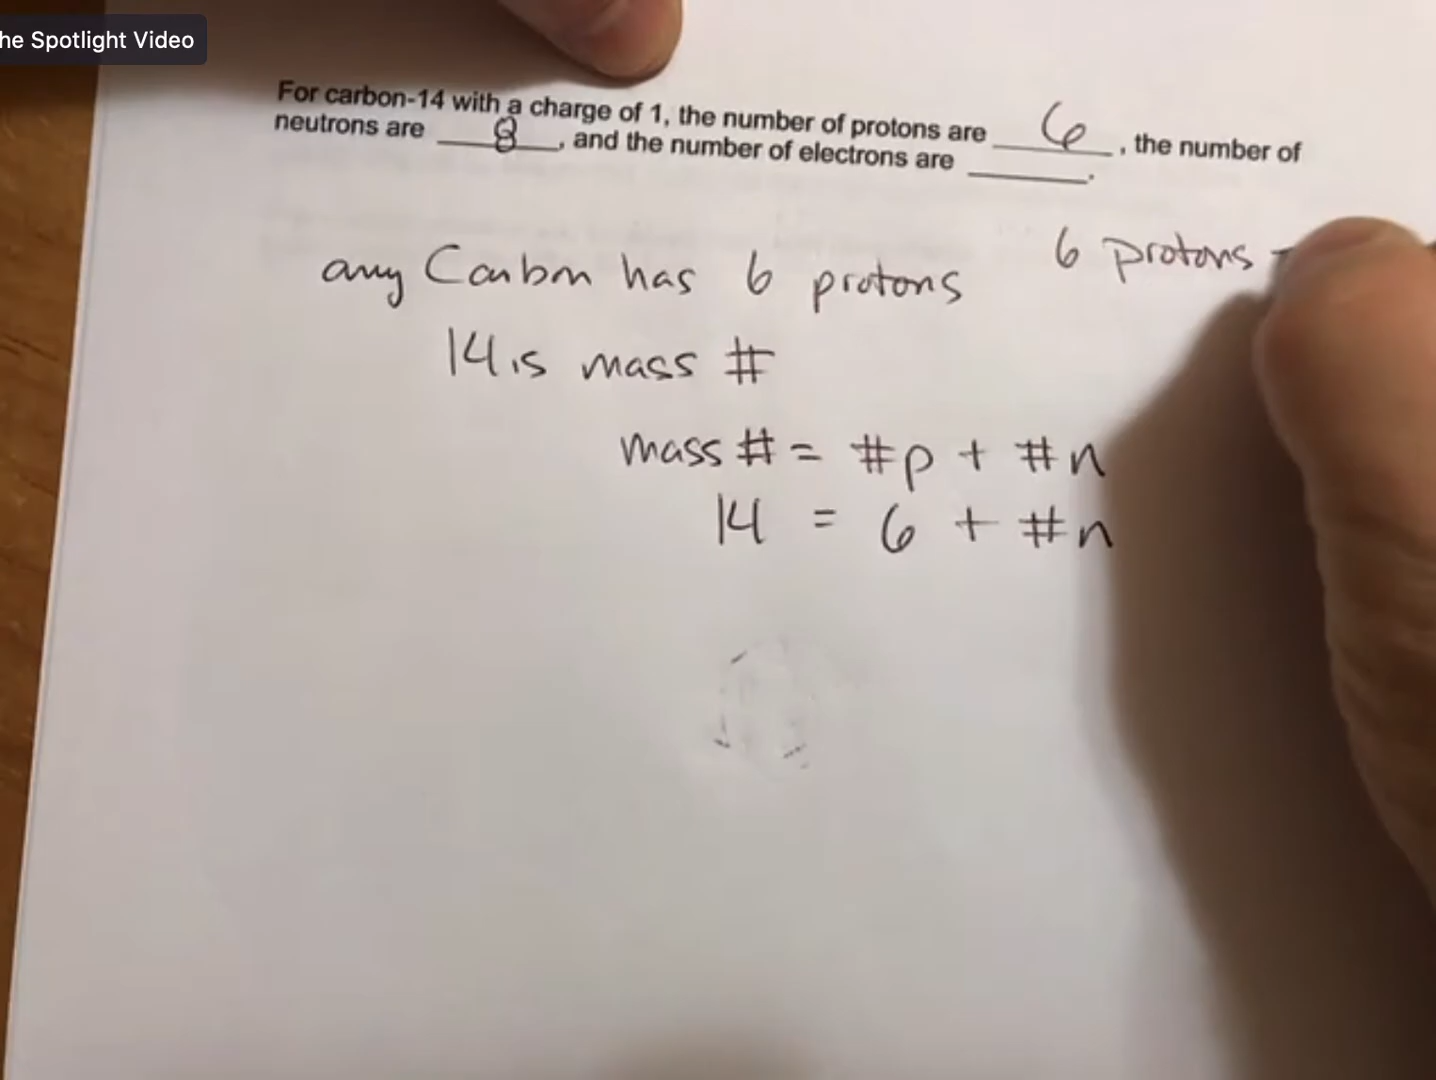 he Spotlight Video
For carbon-14 with a charge of 1, the number of protons are 6, the number of
neutrons are 8, and the number of electrons are ______.
6 protons -
any Carbon has 6 protons
14 is mass #
mass # = #p + #n
14 = 6 + #n